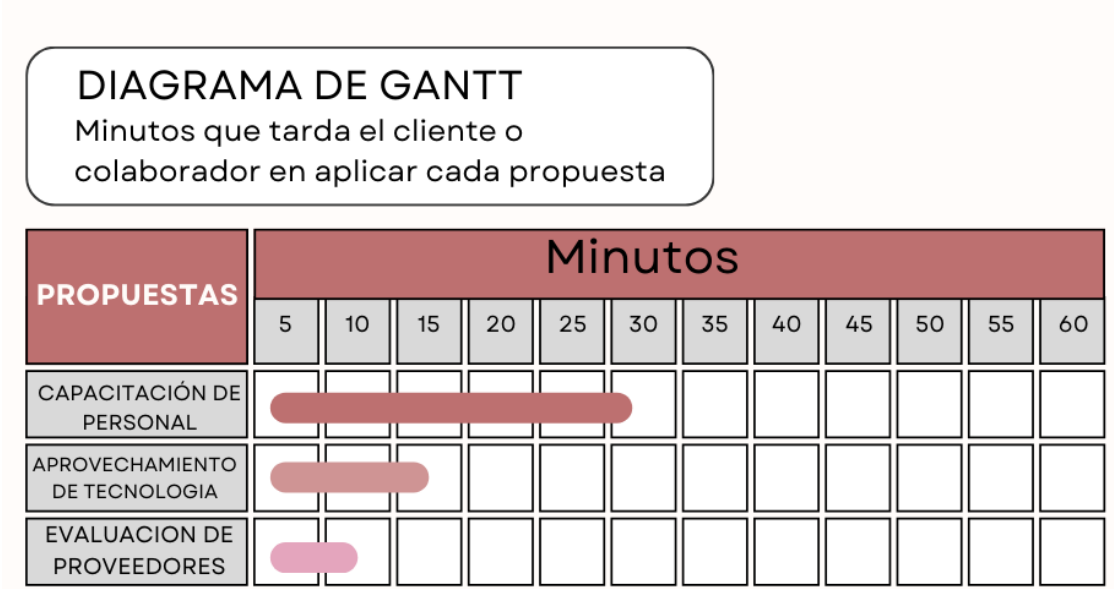 DIAGRAMA DE GANTT
Minutos que tarda el cliente o
colaborador en aplicar cada propuesta
PROPUESTAS
Minutos
5 10 15 20 25 30 35 40 45 50 55 60
CAPACITACIÓN DE
PERSONAL
APROVECHAMIENTO
DE TECNOLOGIA
EVALUACION DE
PROVEEDORES